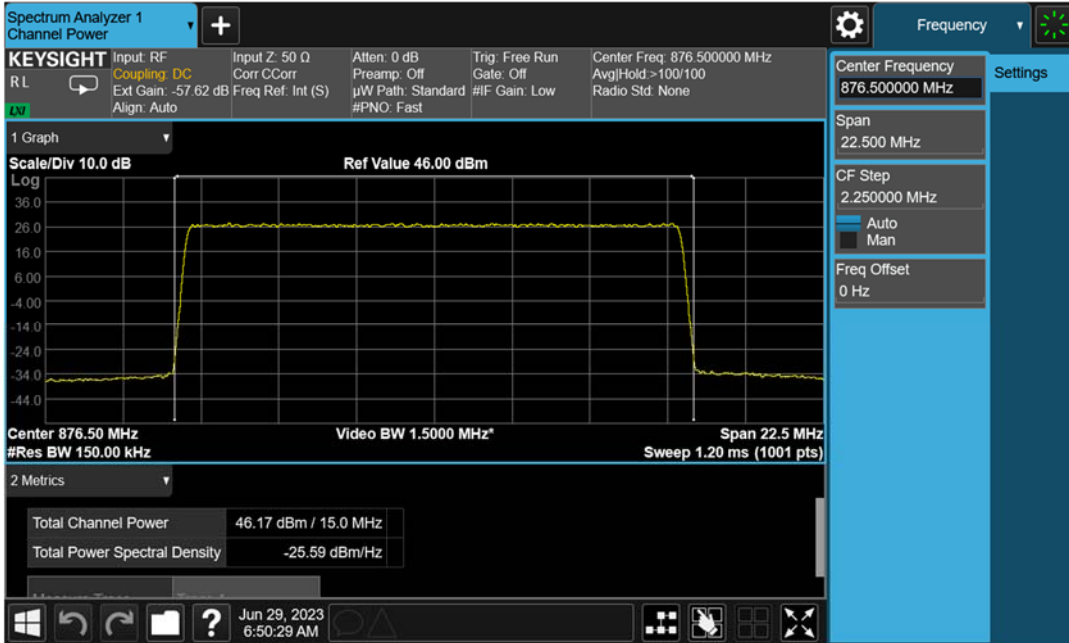 Spectrum Analyzer 1
Channel Power
Frequency
KEYSIGHT
R L
LXI
Input: RF
Coupling: DC
Ext Gain: -57.62 dB
Align: Auto
Input Z: 50 Ω
Corr CCorr
Freq Ref: Int (S)
Atten: 0 dB
Preamp: Off
µW Path: Standard
#PNO: Fast
Trig: Free Run
Gate: Off
#IF Gain: Low
Center Freq: 876.500000 MHz
Avg|Hold:>100/100
Radio Std: None
Center Frequency
876.500000 MHz
Settings
Span
22.500 MHz
CF Step
2.250000 MHz
Auto
Man
Freq Offset
0 Hz
1 Graph
Scale/Div 10.0 dB
Ref Value 46.00 dBm
Log
36.0
26.0
16.0
6.00
-4.00
-14.0
-24.0
-34.0
-44.0
Center 876.50 MHz
Video BW 1.5000 MHz*
Span 22.5 MHz
#Res BW 150.00 kHz
Sweep 1.20 ms (1001 pts)
2 Metrics
Total Channel Power 46.17 dBm / 15.0 MHz
Total Power Spectral Density -25.59 dBm/Hz
?
Jun 29, 2023
6:50:29 AM